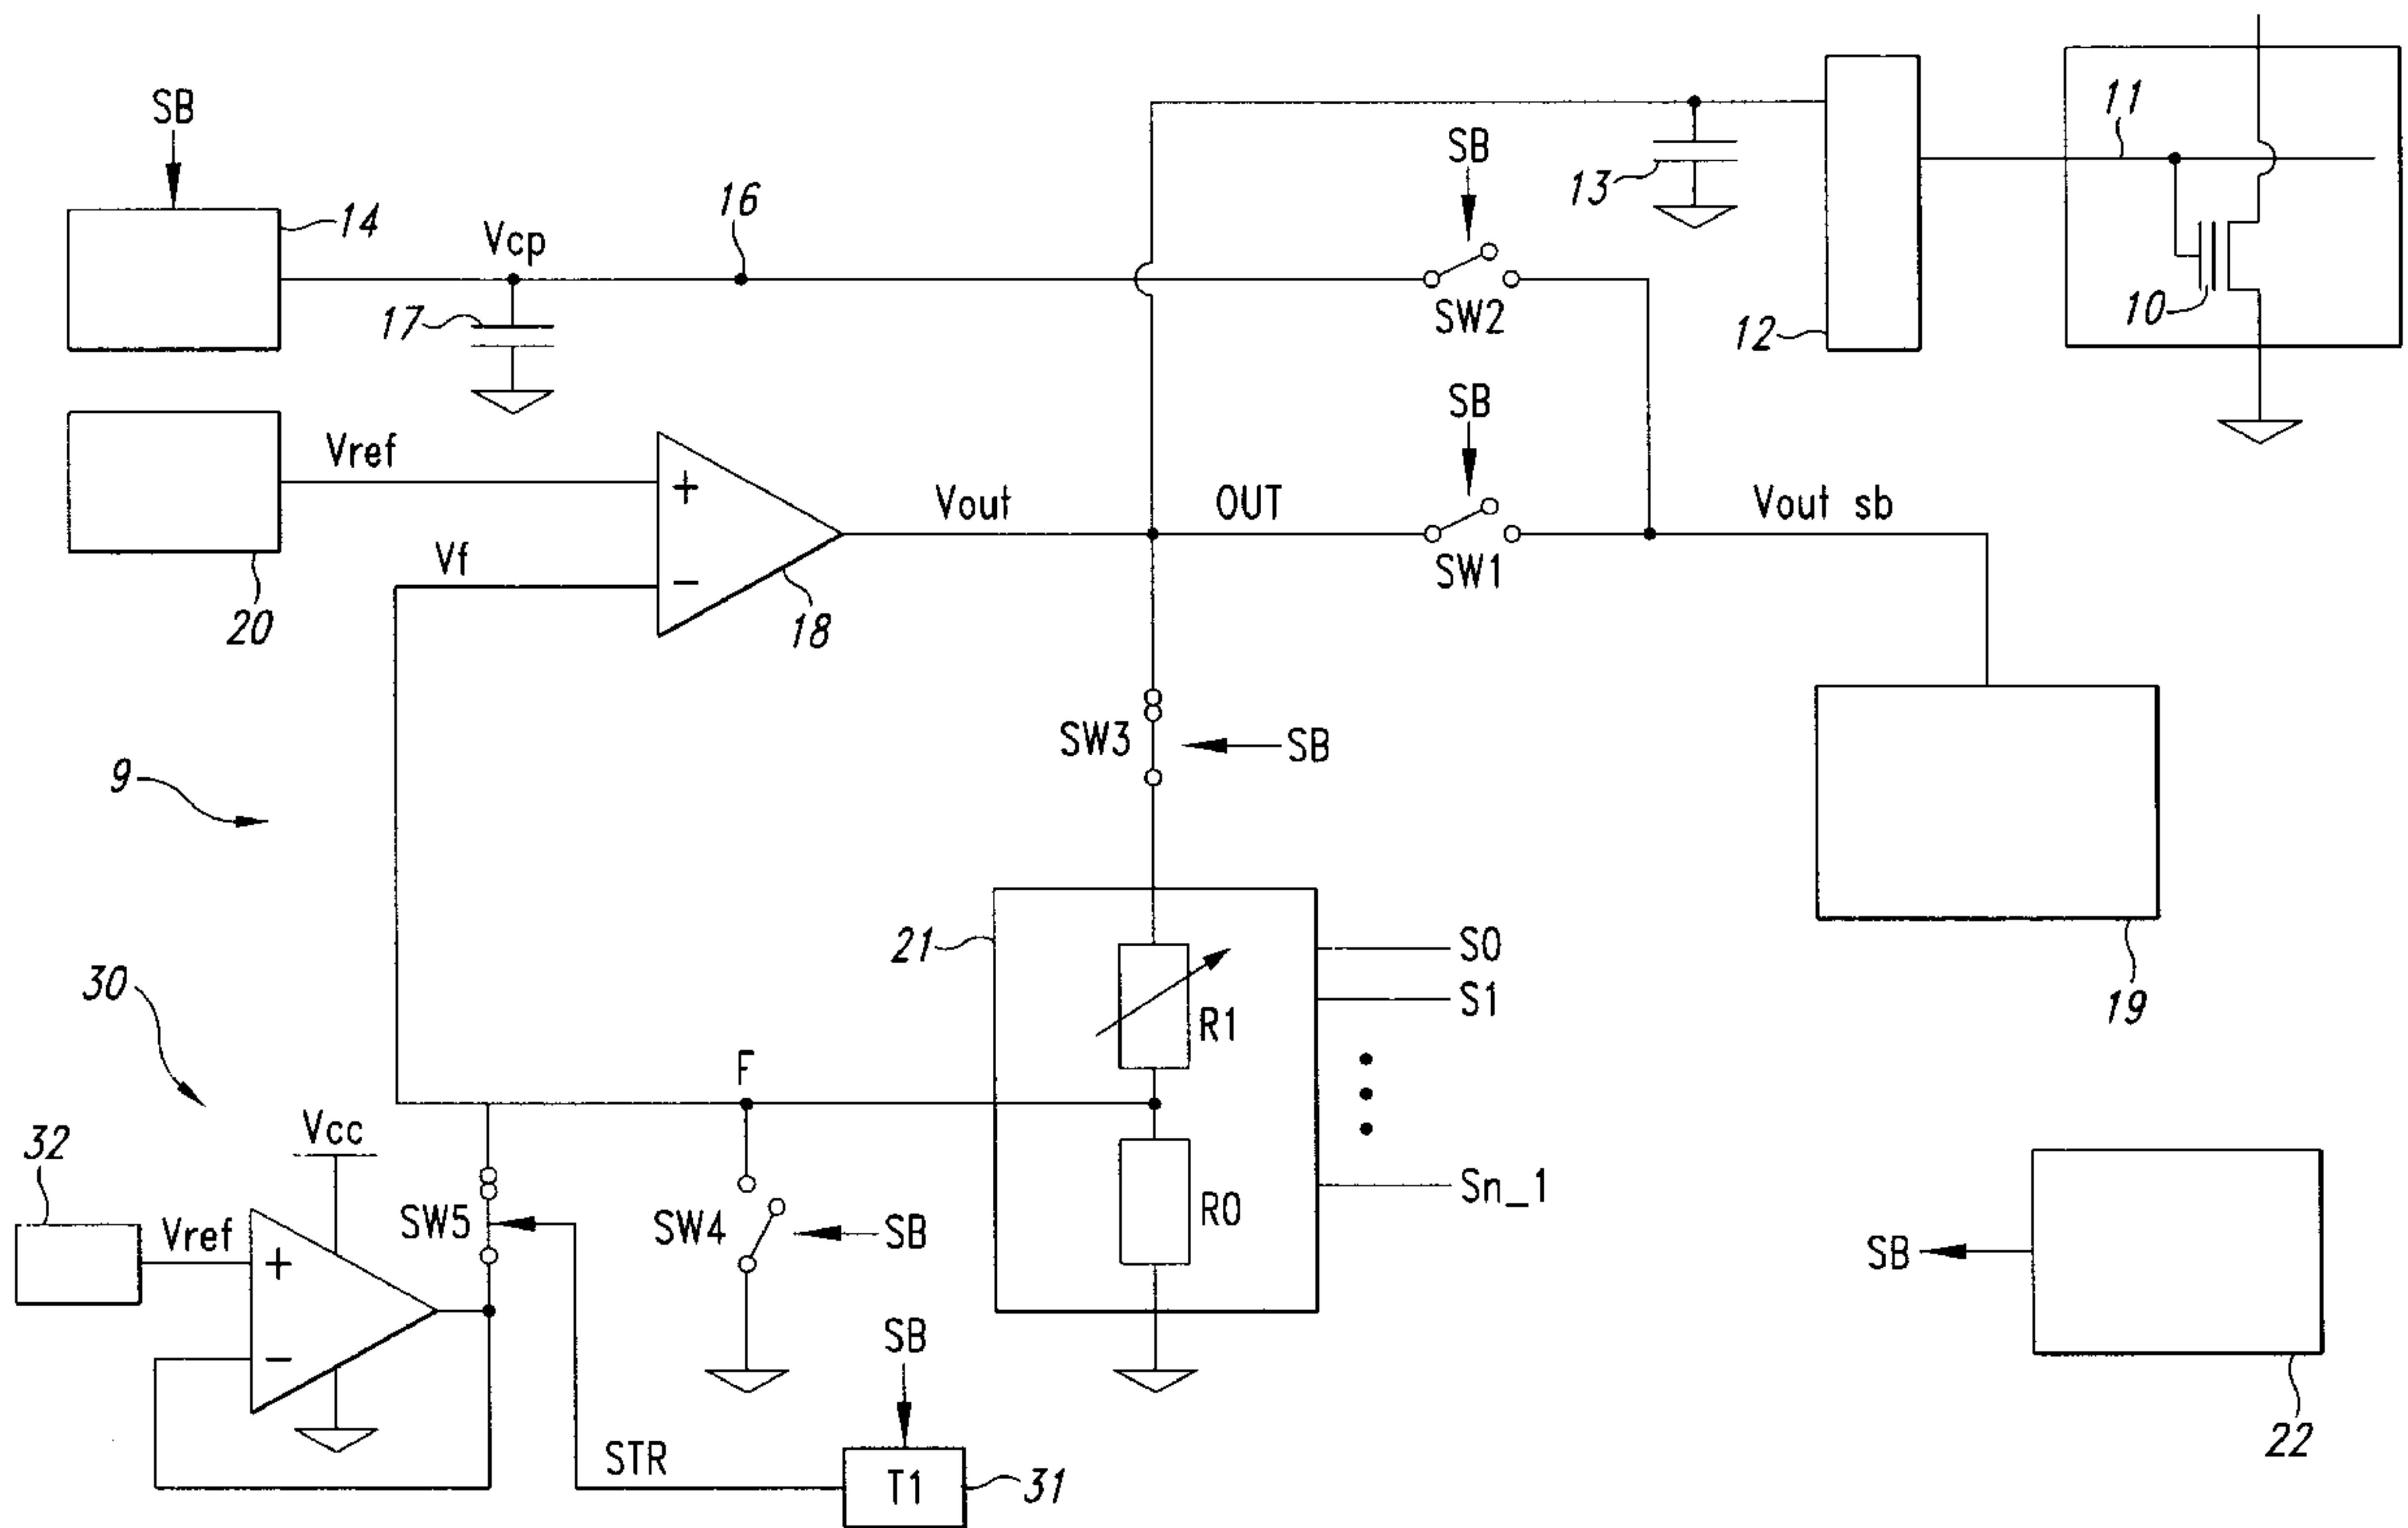 SB
14
Vcp
16
17
SB
SW2
13
12
11
10
Vref
20
Vf
+
−
18
Vout
OUT
SB
SW1
Vout sb
SW3
SB
9
21
S0
S1
R1
Sn_1
R0
19
30
F
32
Vcc
Vref
+
−
SW5
SW4
SB
SB
STR
T1
31
SB
22